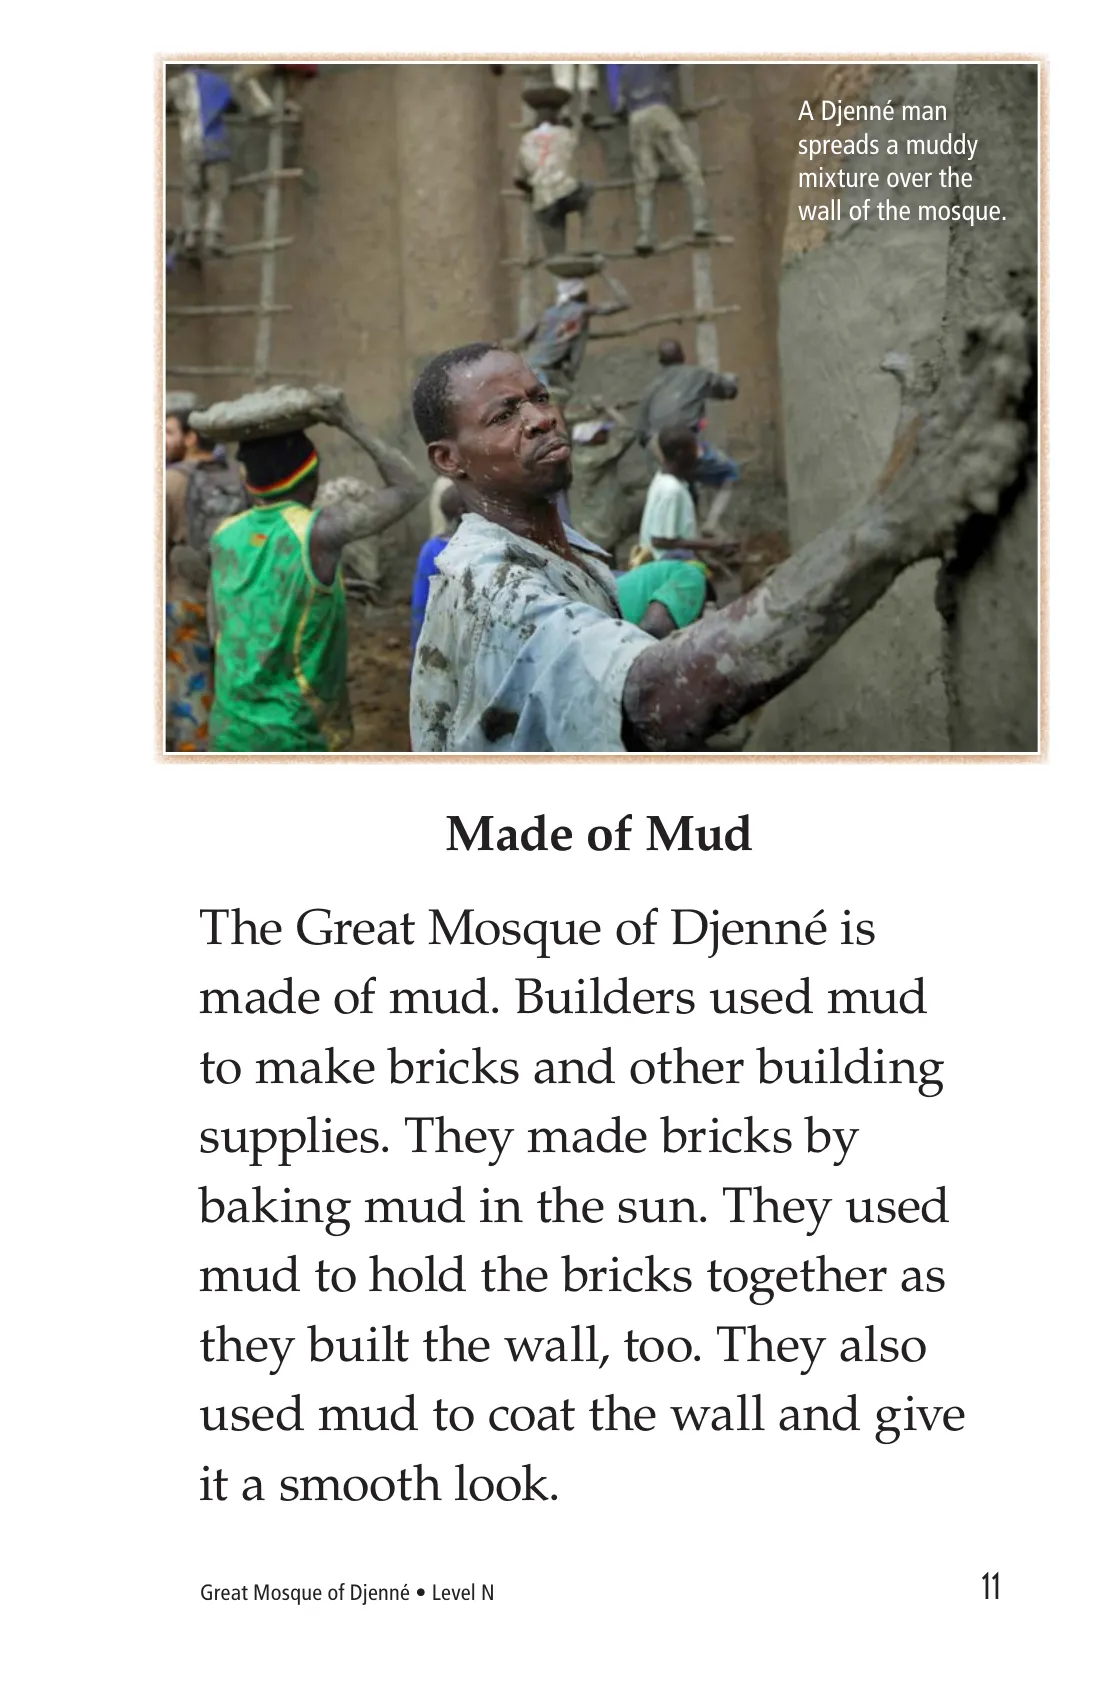 A Djenné man
spreads a muddy
mixture over the
wall of the mosque.
Made of Mud
The Great Mosque of Djenné is
made of mud. Builders used mud
to make bricks and other building
supplies. They made bricks by
baking mud in the sun. They used
mud to hold the bricks together as
they built the wall, too. They also
used mud to coat the wall and give
it a smooth look.
Great Mosque of Djenné • Level N
11